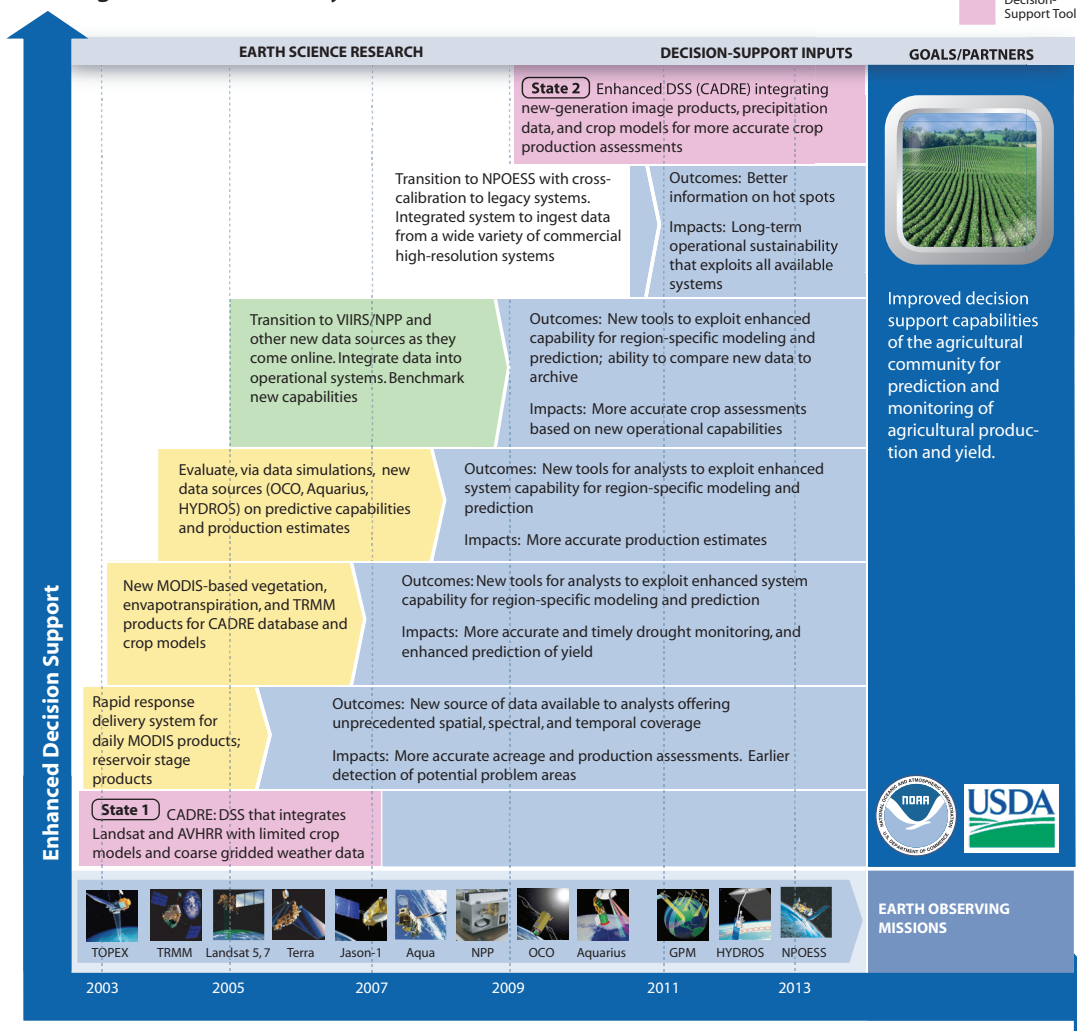 Decision-
Support Tool
EARTH SCIENCE RESEARCH
DECISION-SUPPORT INPUTS
GOALS/PARTNERS
State 2 Enhanced DSS (CADRE) integrating
new-generation image products, precipitation
data, and crop models for more accurate crop
production assessments
Transition to NPOESS with cross-
calibration to legacy systems.
Integrated system to ingest data
from a wide variety of commercial
high-resolution systems
Outcomes: Better
information on hot spots
Impacts: Long-term
operational sustainability
that exploits all available
systems
Improved decision
support capabilities
of the agricultural
community for
prediction and
monitoring of
agricultural produc-
tion and yield.
Transition to VIIRS/NPP and
other new data sources as they
come online. Integrate data into
operational systems. Benchmark
new capabilities
Outcomes: New tools to exploit enhanced
capability for region-specific modeling and
prediction; ability to compare new data to
archive
Impacts: More accurate crop assessments
based on new operational capabilities
Evaluate, via data simulations, new
data sources (OCO, Aquarius,
HYDROS) on predictive capabilities
and production estimates
Outcomes: New tools for analysts to exploit enhanced
system capability for region-specific modeling and
prediction
Impacts: More accurate production estimates
New MODIS-based vegetation,
envapotranspiration, and TRMM
products for CADRE database and
crop models
Outcomes: New tools for analysts to exploit enhanced system
capability for region-specific modeling and prediction
Impacts: More accurate and timely drought monitoring, and
enhanced prediction of yield
Rapid response
delivery system for
daily MODIS products;
reservoir stage
products
Outcomes: New source of data available to analysts offering
unprecedented spatial, spectral, and temporal coverage
Impacts: More accurate acreage and production assessments. Earlier
detection of potential problem areas
State 1 CADRE: DSS that integrates
Landsat and AVHRR with limited crop
models and coarse gridded weather data
Enhanced Decision Support
NATIONAL OCEANIC AND ATMOSPHERIC ADMINISTRATION
NOAA
U.S. DEPARTMENT OF COMMERCE
USDA
TOPEX
TRMM
Landsat 5, 7
Terra
Jason-1
Aqua
NPP
OCO
Aquarius
GPM
HYDROS
NPOESS
EARTH OBSERVING
MISSIONS
2003
2005
2007
2009
2011
2013